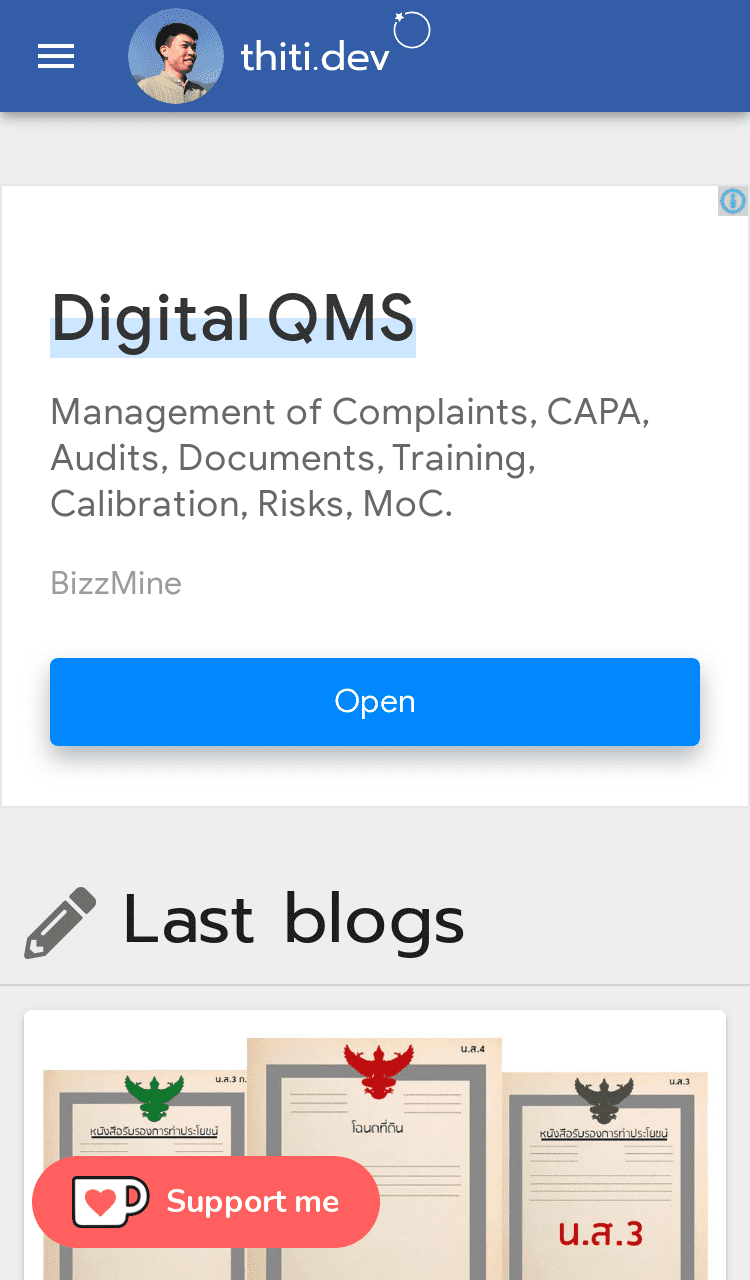 thiti.dev
Digital QMS
Management of Complaints, CAPA,
Audits, Documents, Training,
Calibration, Risks, MoC.
BizzMine
Open
Last blogs
น.ส.4
น.ส.3 ก.
น.ส.3
โฉนดที่ดิน
หนังสือรับรองการทำประโยชน์
หนังสือรับรองการทำประโยชน์
น.ส.3
Support me